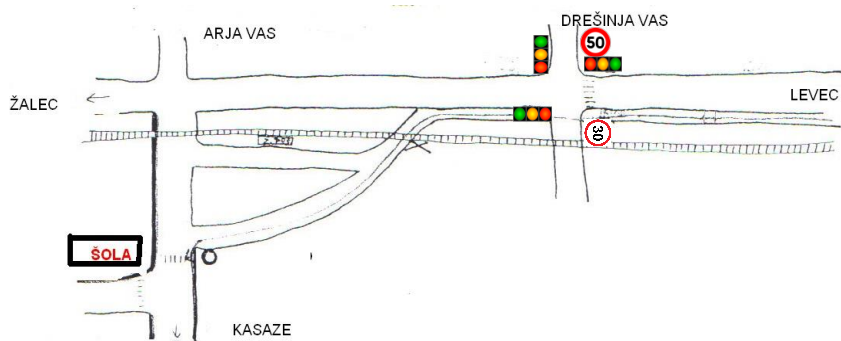 DREŠINJA VAS
ARJA VAS
50
LEVEC
ŽALEC
30
ŠOLA
KASAZE